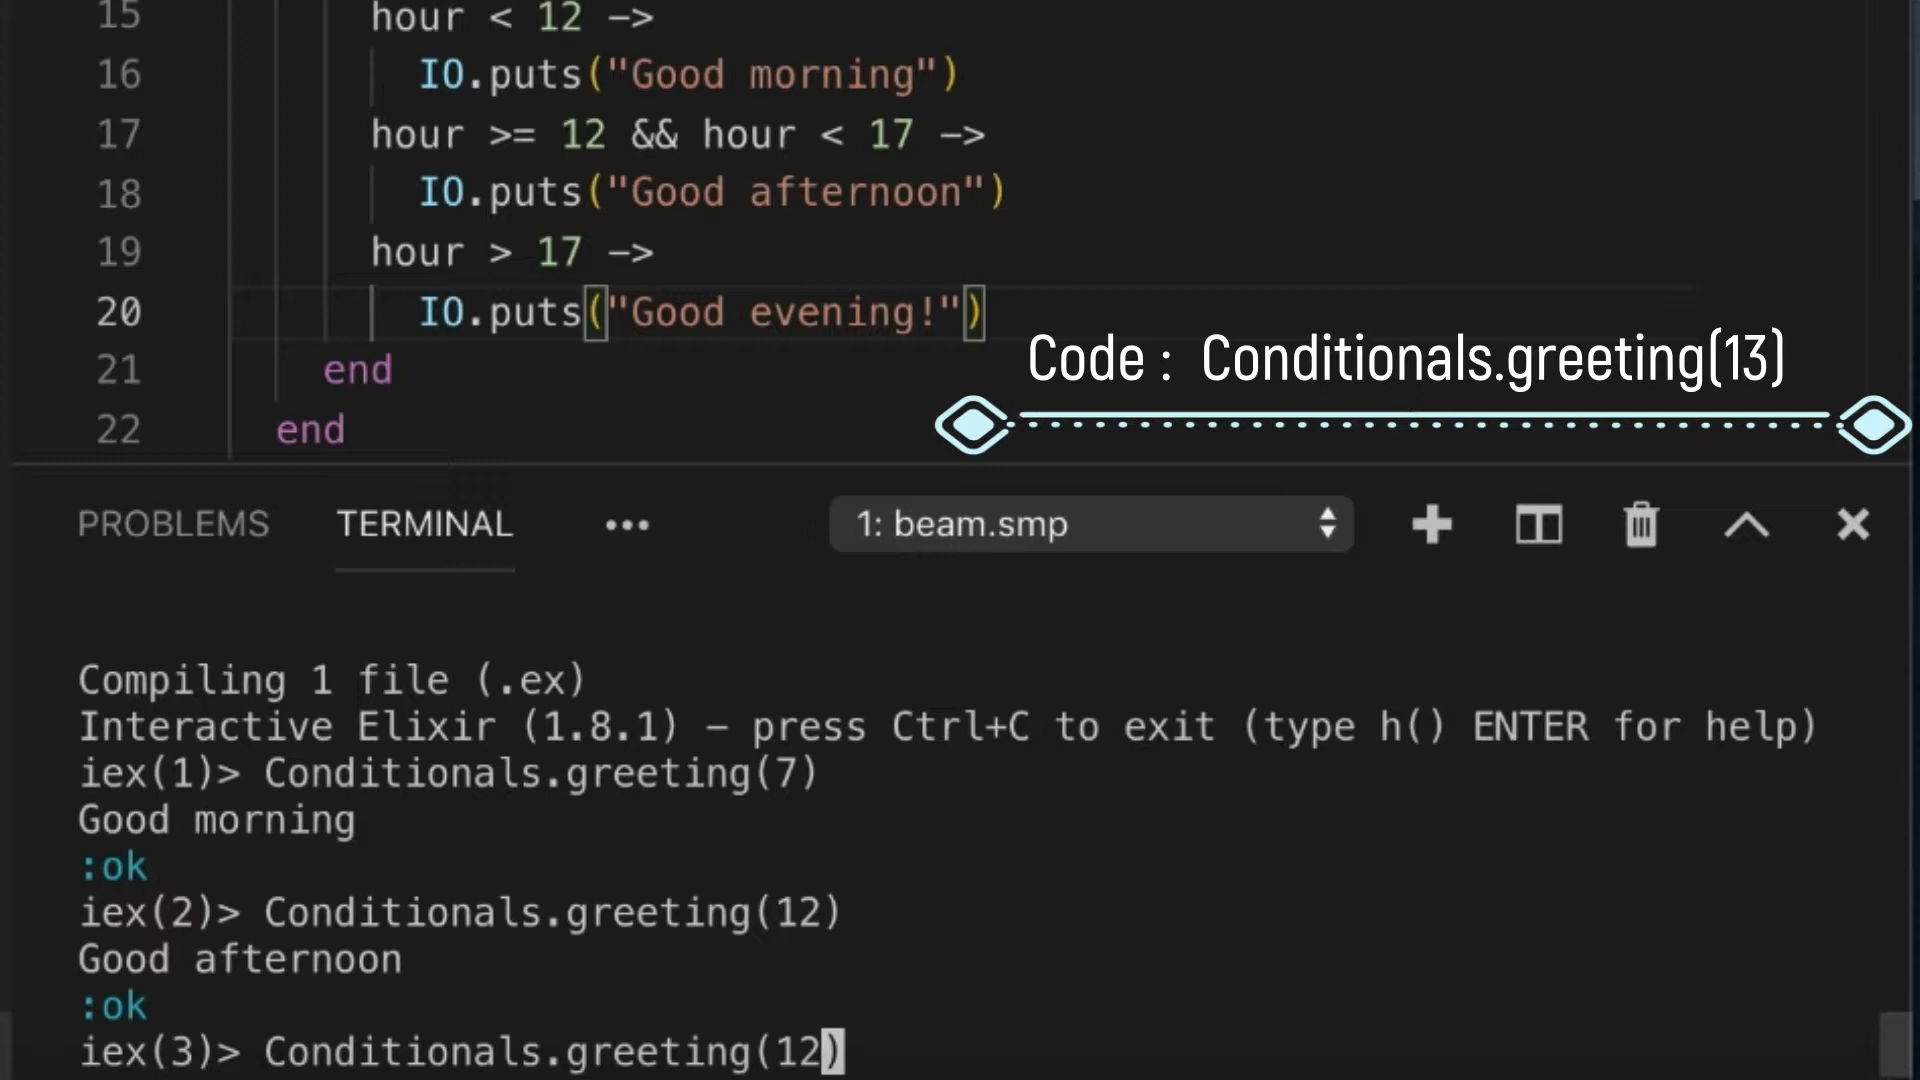 15 hour < 12 ->
16 IO.puts("Good morning")
17 hour >= 12 && hour < 17 ->
18 IO.puts("Good afternoon")
19 hour > 17 ->
20 IO.puts("Good evening!")
Code : Conditionals.greeting(13)
21 end
22 end
PROBLEMS TERMINAL ••• 1: beam.smp
Compiling 1 file (.ex)
Interactive Elixir (1.8.1) - press Ctrl+C to exit (type h() ENTER for help)
iex(1)> Conditionals.greeting(7)
Good morning
:ok
iex(2)> Conditionals.greeting(12)
Good afternoon
:ok
iex(3)> Conditionals.greeting(12)